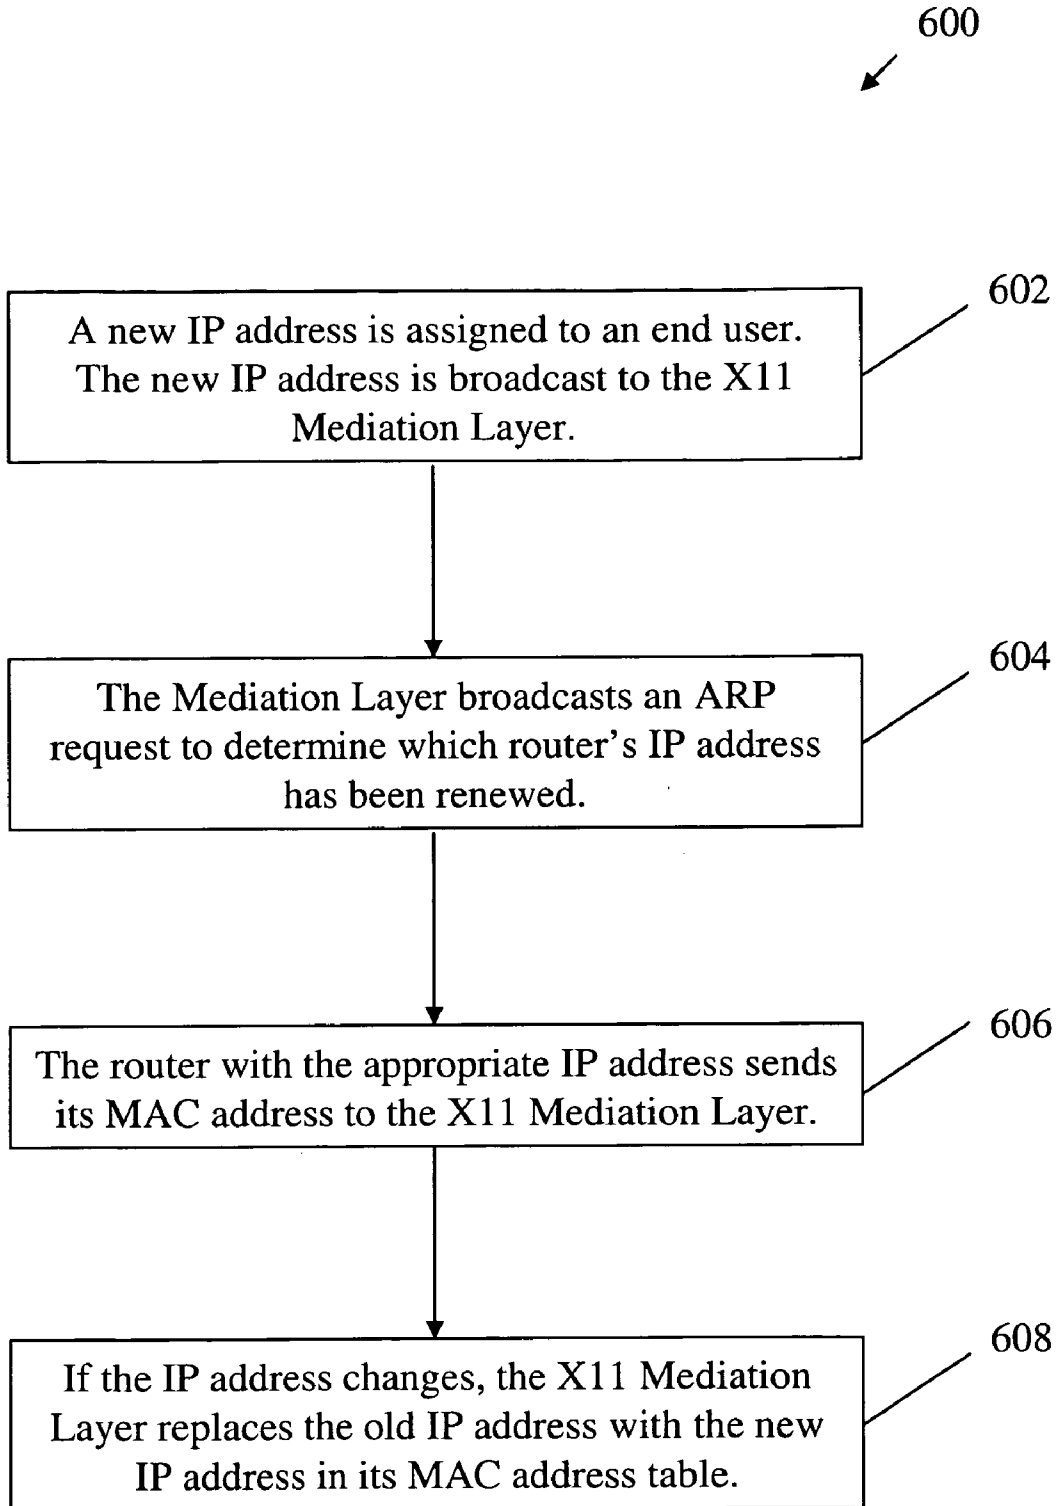 600
602
A new IP address is assigned to an end user.
The new IP address is broadcast to the X11
Mediation Layer.
604
The Mediation Layer broadcasts an ARP
request to determine which router's IP address
has been renewed.
606
The router with the appropriate IP address sends
its MAC address to the X11 Mediation Layer.
608
If the IP address changes, the X11 Mediation
Layer replaces the old IP address with the new
IP address in its MAC address table.